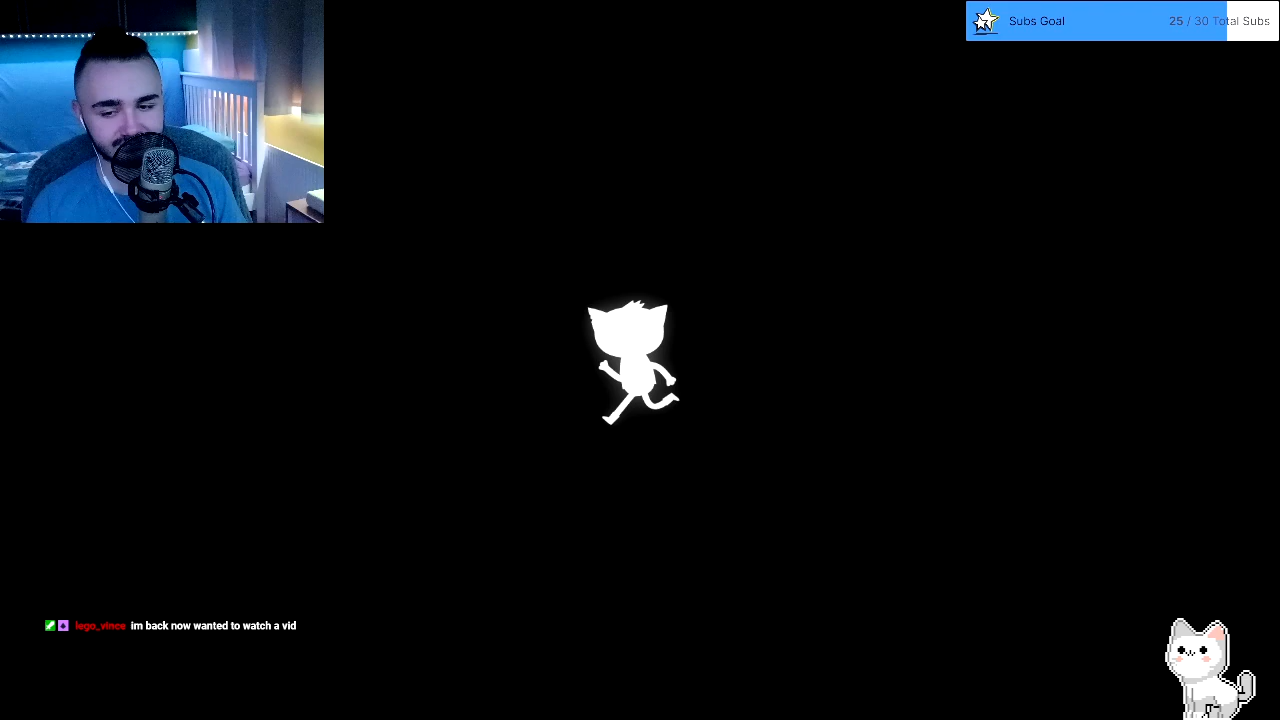 Subs Goal 25 / 30 Total Subs
lego_vince im back now wanted to watch a vid